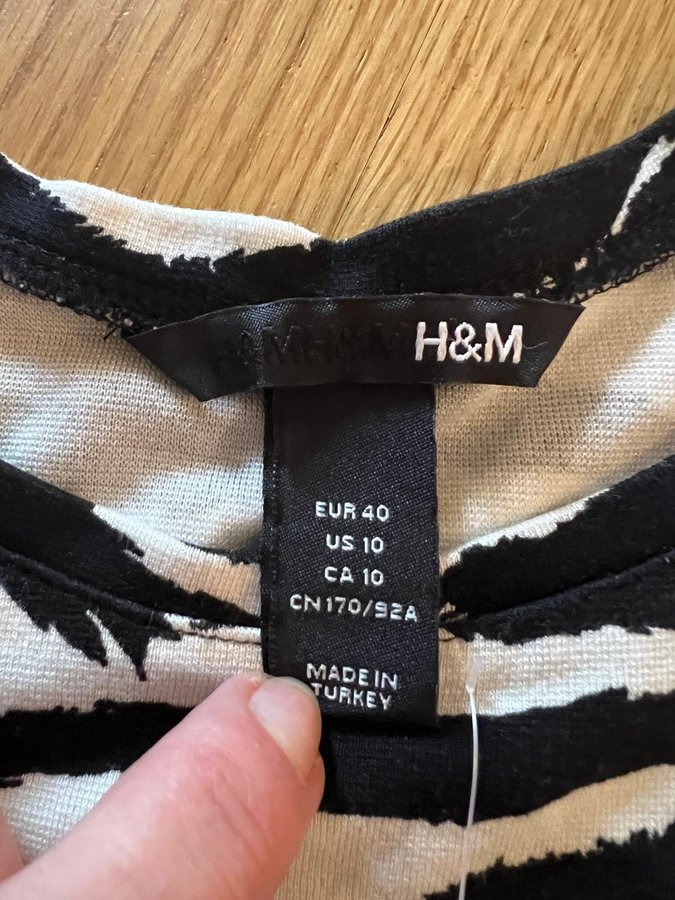 H&M
EUR 40
US 10
CA 10
CN 170/92A
MADE IN
TURKEY